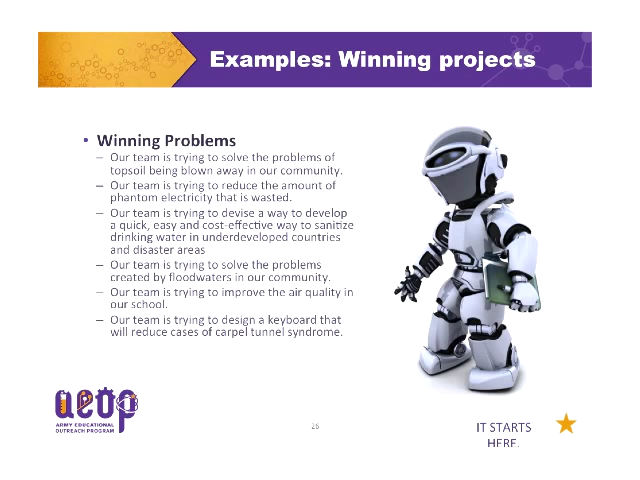 Examples: Winning projects
• Winning Problems
– Our team is trying to solve the problems of
topsoil being blown away in our community.
– Our team is trying to reduce the amount of
phantom electricity that is wasted.
– Our team is trying to devise a way to develop
a quick, easy and cost-effective way to sanitize
drinking water in underdeveloped countries
and disaster areas
– Our team is trying to solve the problems
created by floodwaters in our community.
– Our team is trying to improve the air quality in
our school.
– Our team is trying to design a keyboard that
will reduce cases of carpel tunnel syndrome.
aeop
ARMY EDUCATIONAL
OUTREACH PROGRAM
26
IT STARTS
HERE.